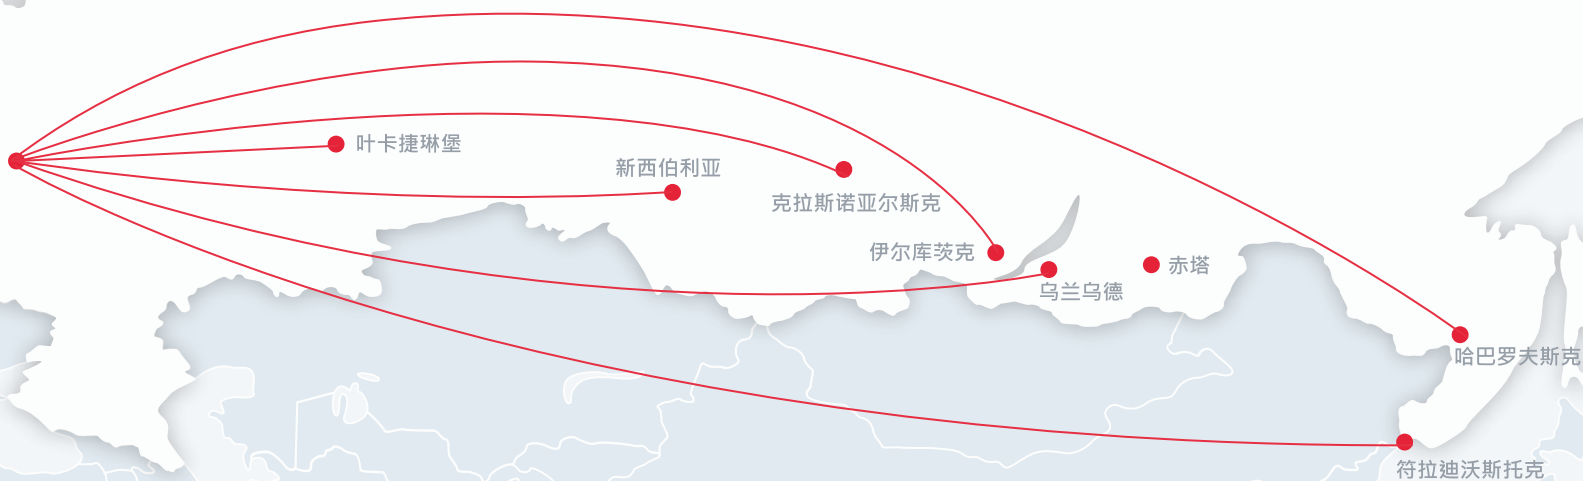 叶卡捷琳堡
新西伯利亚
克拉斯诺亚尔斯克
伊尔库茨克
赤塔
乌兰乌德
哈巴罗夫斯克
符拉迪沃斯托克